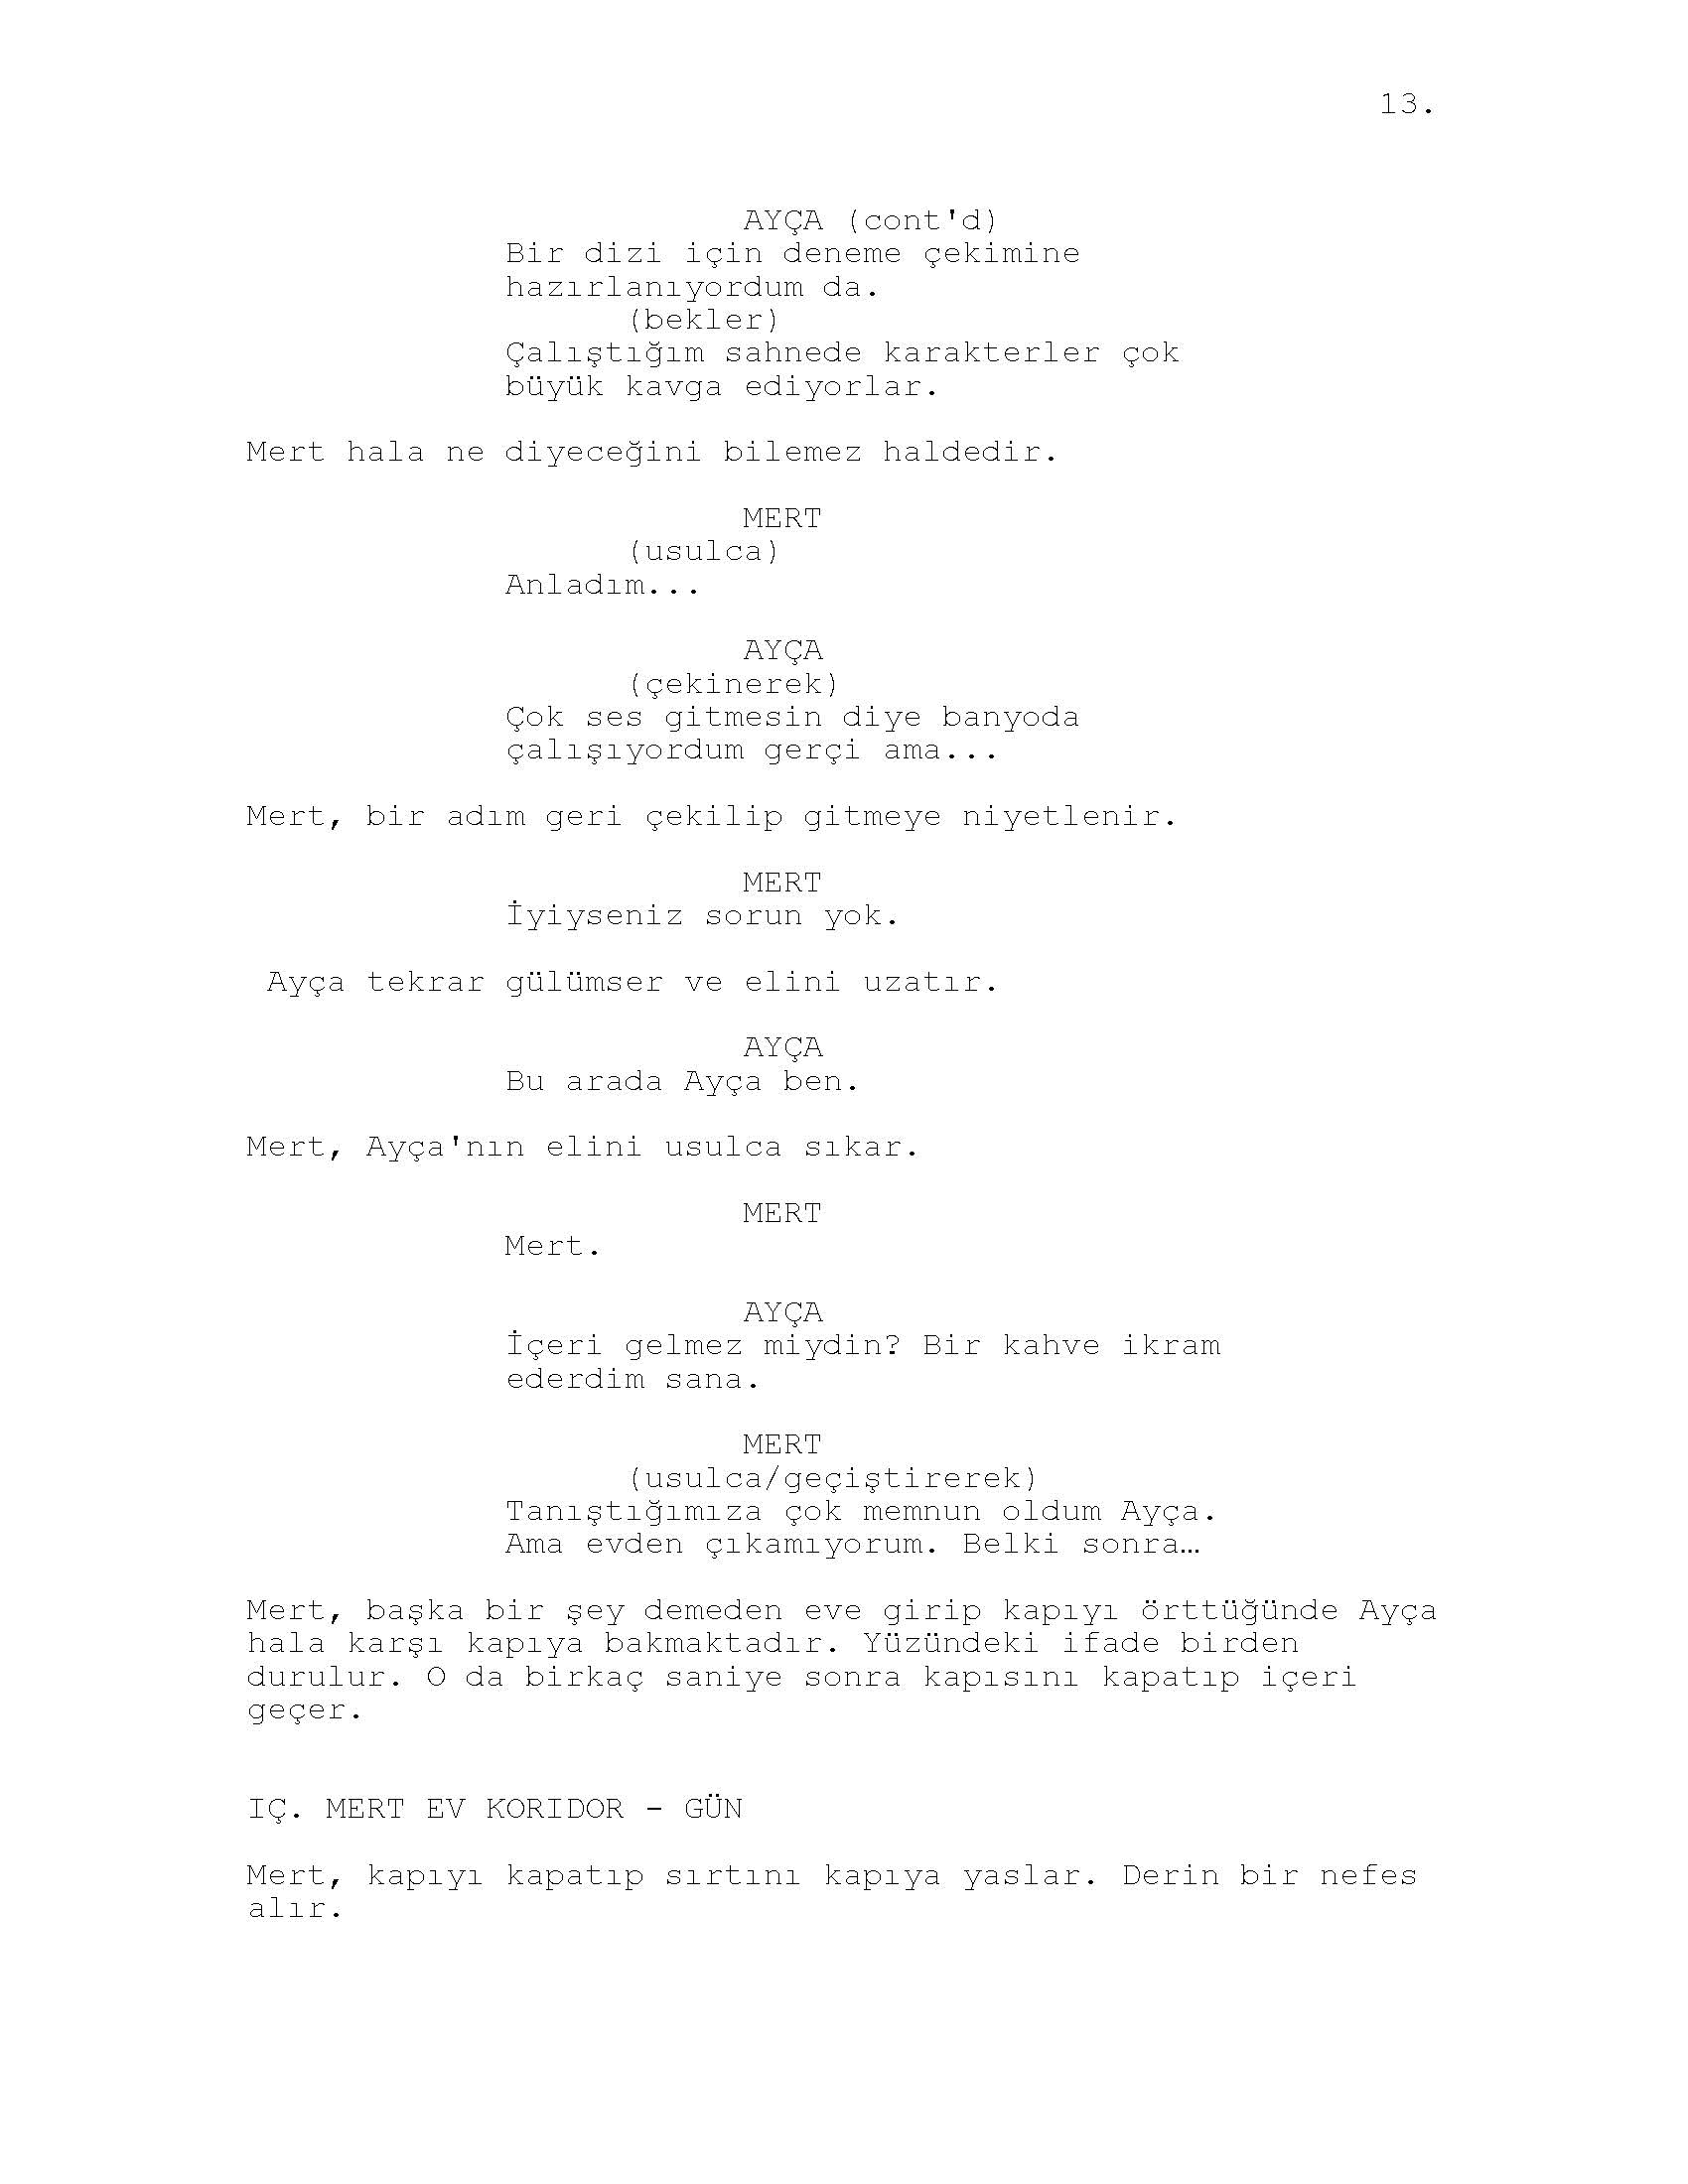 13.
AYÇA (cont'd)
Bir dizi için deneme çekimine
hazırlanıyordum da.
(bekler)
Çalıştığım sahnede karakterler çok
büyük kavga ediyorlar.
Mert hala ne diyeceğini bilemez haldedir.
MERT
(usulca)
Anladım...
AYÇA
(çekinerek)
Çok ses gitmesin diye banyoda
çalışıyordum gerçi ama...
Mert, bir adım geri çekilip gitmeye niyetlenir.
MERT
İyiyseniz sorun yok.
Ayça tekrar gülümser ve elini uzatır.
AYÇA
Bu arada Ayça ben.
Mert, Ayça'nın elini usulca sıkar.
MERT
Mert.
AYÇA
İçeri gelmez miydin? Bir kahve ikram
ederdim sana.
MERT
(usulca/geçiştirerek)
Tanıştığımıza çok memnun oldum Ayça.
Ama evden çıkamıyorum. Belki sonra…
Mert, başka bir şey demeden eve girip kapıyı örttüğünde Ayça
hala karşı kapıya bakmaktadır. Yüzündeki ifade birden
durulur. O da birkaç saniye sonra kapısını kapatıp içeri
geçer.
IÇ. MERT EV KORIDOR - GÜN
Mert, kapıyı kapatıp sırtını kapıya yaslar. Derin bir nefes
alır.